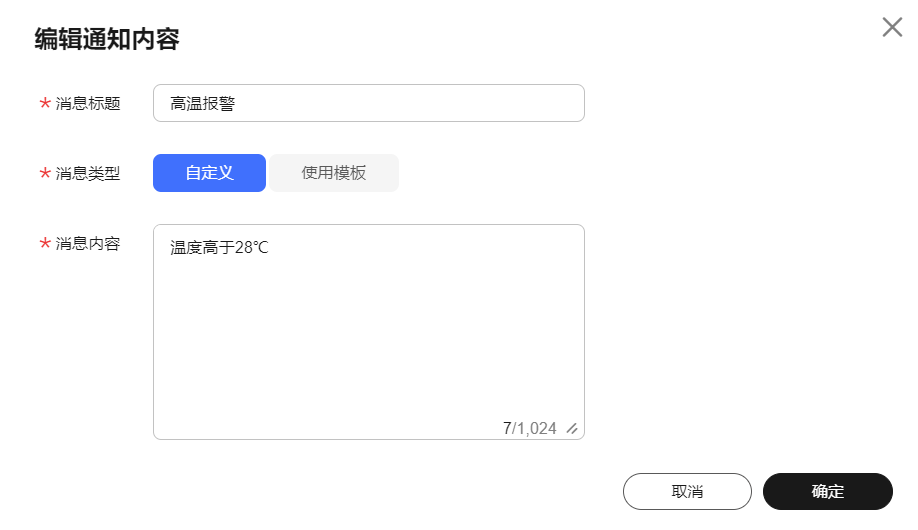 编辑通知内容
* 消息标题 高温报警
* 消息类型 自定义 使用模板
* 消息内容 温度高于28℃
7/1,024
取消 确定